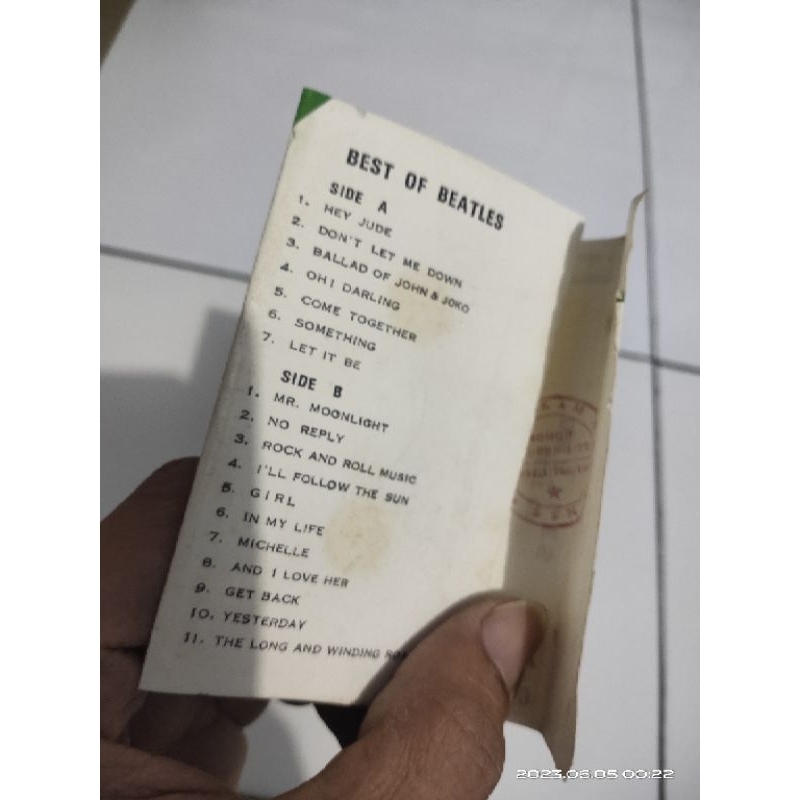 BEST OF BEATLES
SIDE A
1. HEY JUDE
2. DON'T LET ME DOWN
3. BALLAD OF JOHN & JOKO
4. OH! DARLING
5. COME TOGETHER
6. SOMETHING
7. LET IT BE
SIDE B
1. MR. MOONLIGHT
2. NO REPLY
3. ROCK AND ROLL MUSIC
4. I'LL FOLLOW THE SUN
5. GIRL
6. IN MY LIFE
7. MICHELLE
8. AND I LOVE HER
9. GET BACK
10. YESTERDAY
11. THE LONG AND WINDING
2023.06.05 00:22